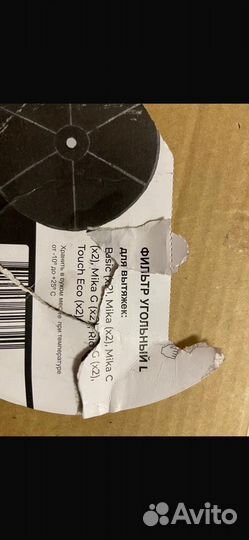 ФИЛЬТР УГОЛЬНЫЙ L
для вытяжек:
Basic (x2), Mika (x2), Mika C
(x2), Mika G (x2), G (x2),
Touch Eco (x2)
Хранить в сухом месте при температуре
от -10° до +25° C
Avito